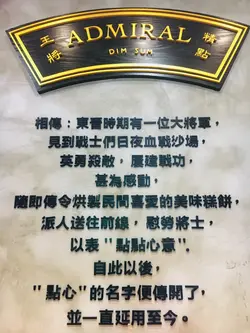 主將
ADMIRAL
精點
DIM SUM
相傳：東晉時期有一位大將軍，
見到戰士們日夜血戰沙場，
英勇殺敵，屢建戰功，
甚為感動，
隨即傳令烘製民間喜愛的美味糕餅，
派人送往前線，慰勞將士，
以表"點點心意"，
自此以後，
"點心"的名字便傳開了，
並一直延用至今。